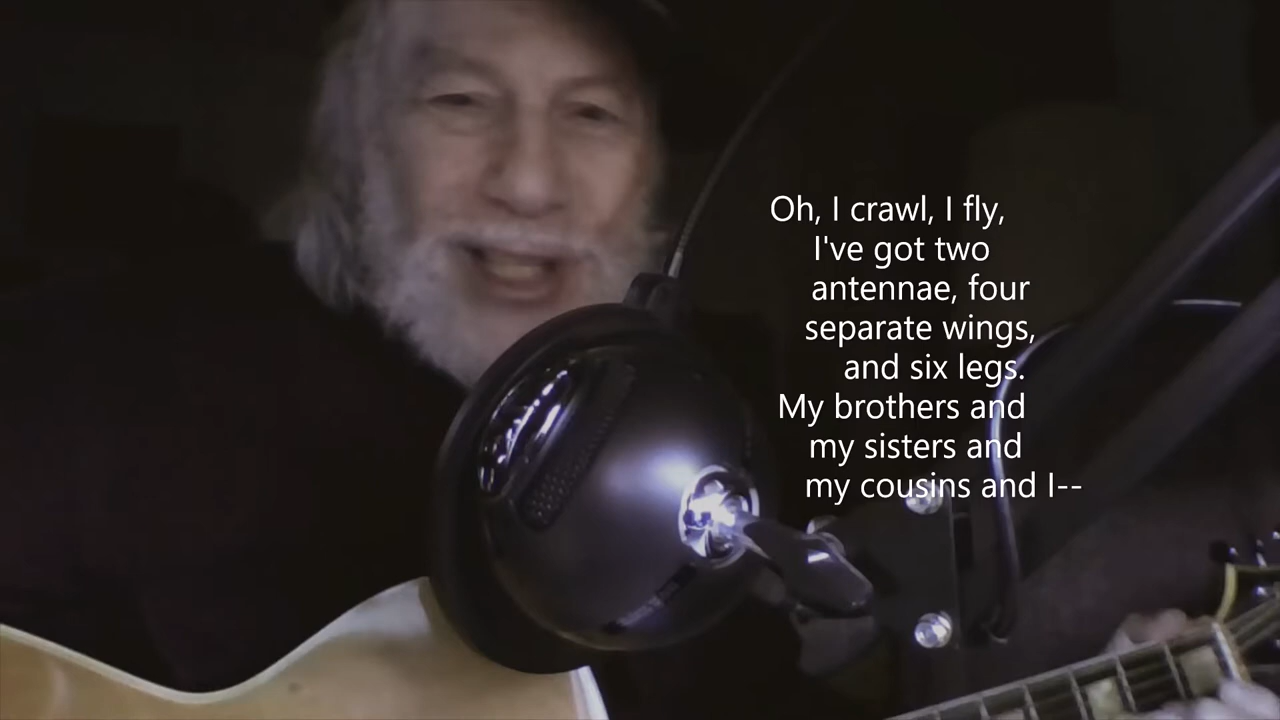 Oh, I crawl, I fly,
I've got two
antennae, four
separate wings,
and six legs.
My brothers and
my sisters and
my cousins and I--